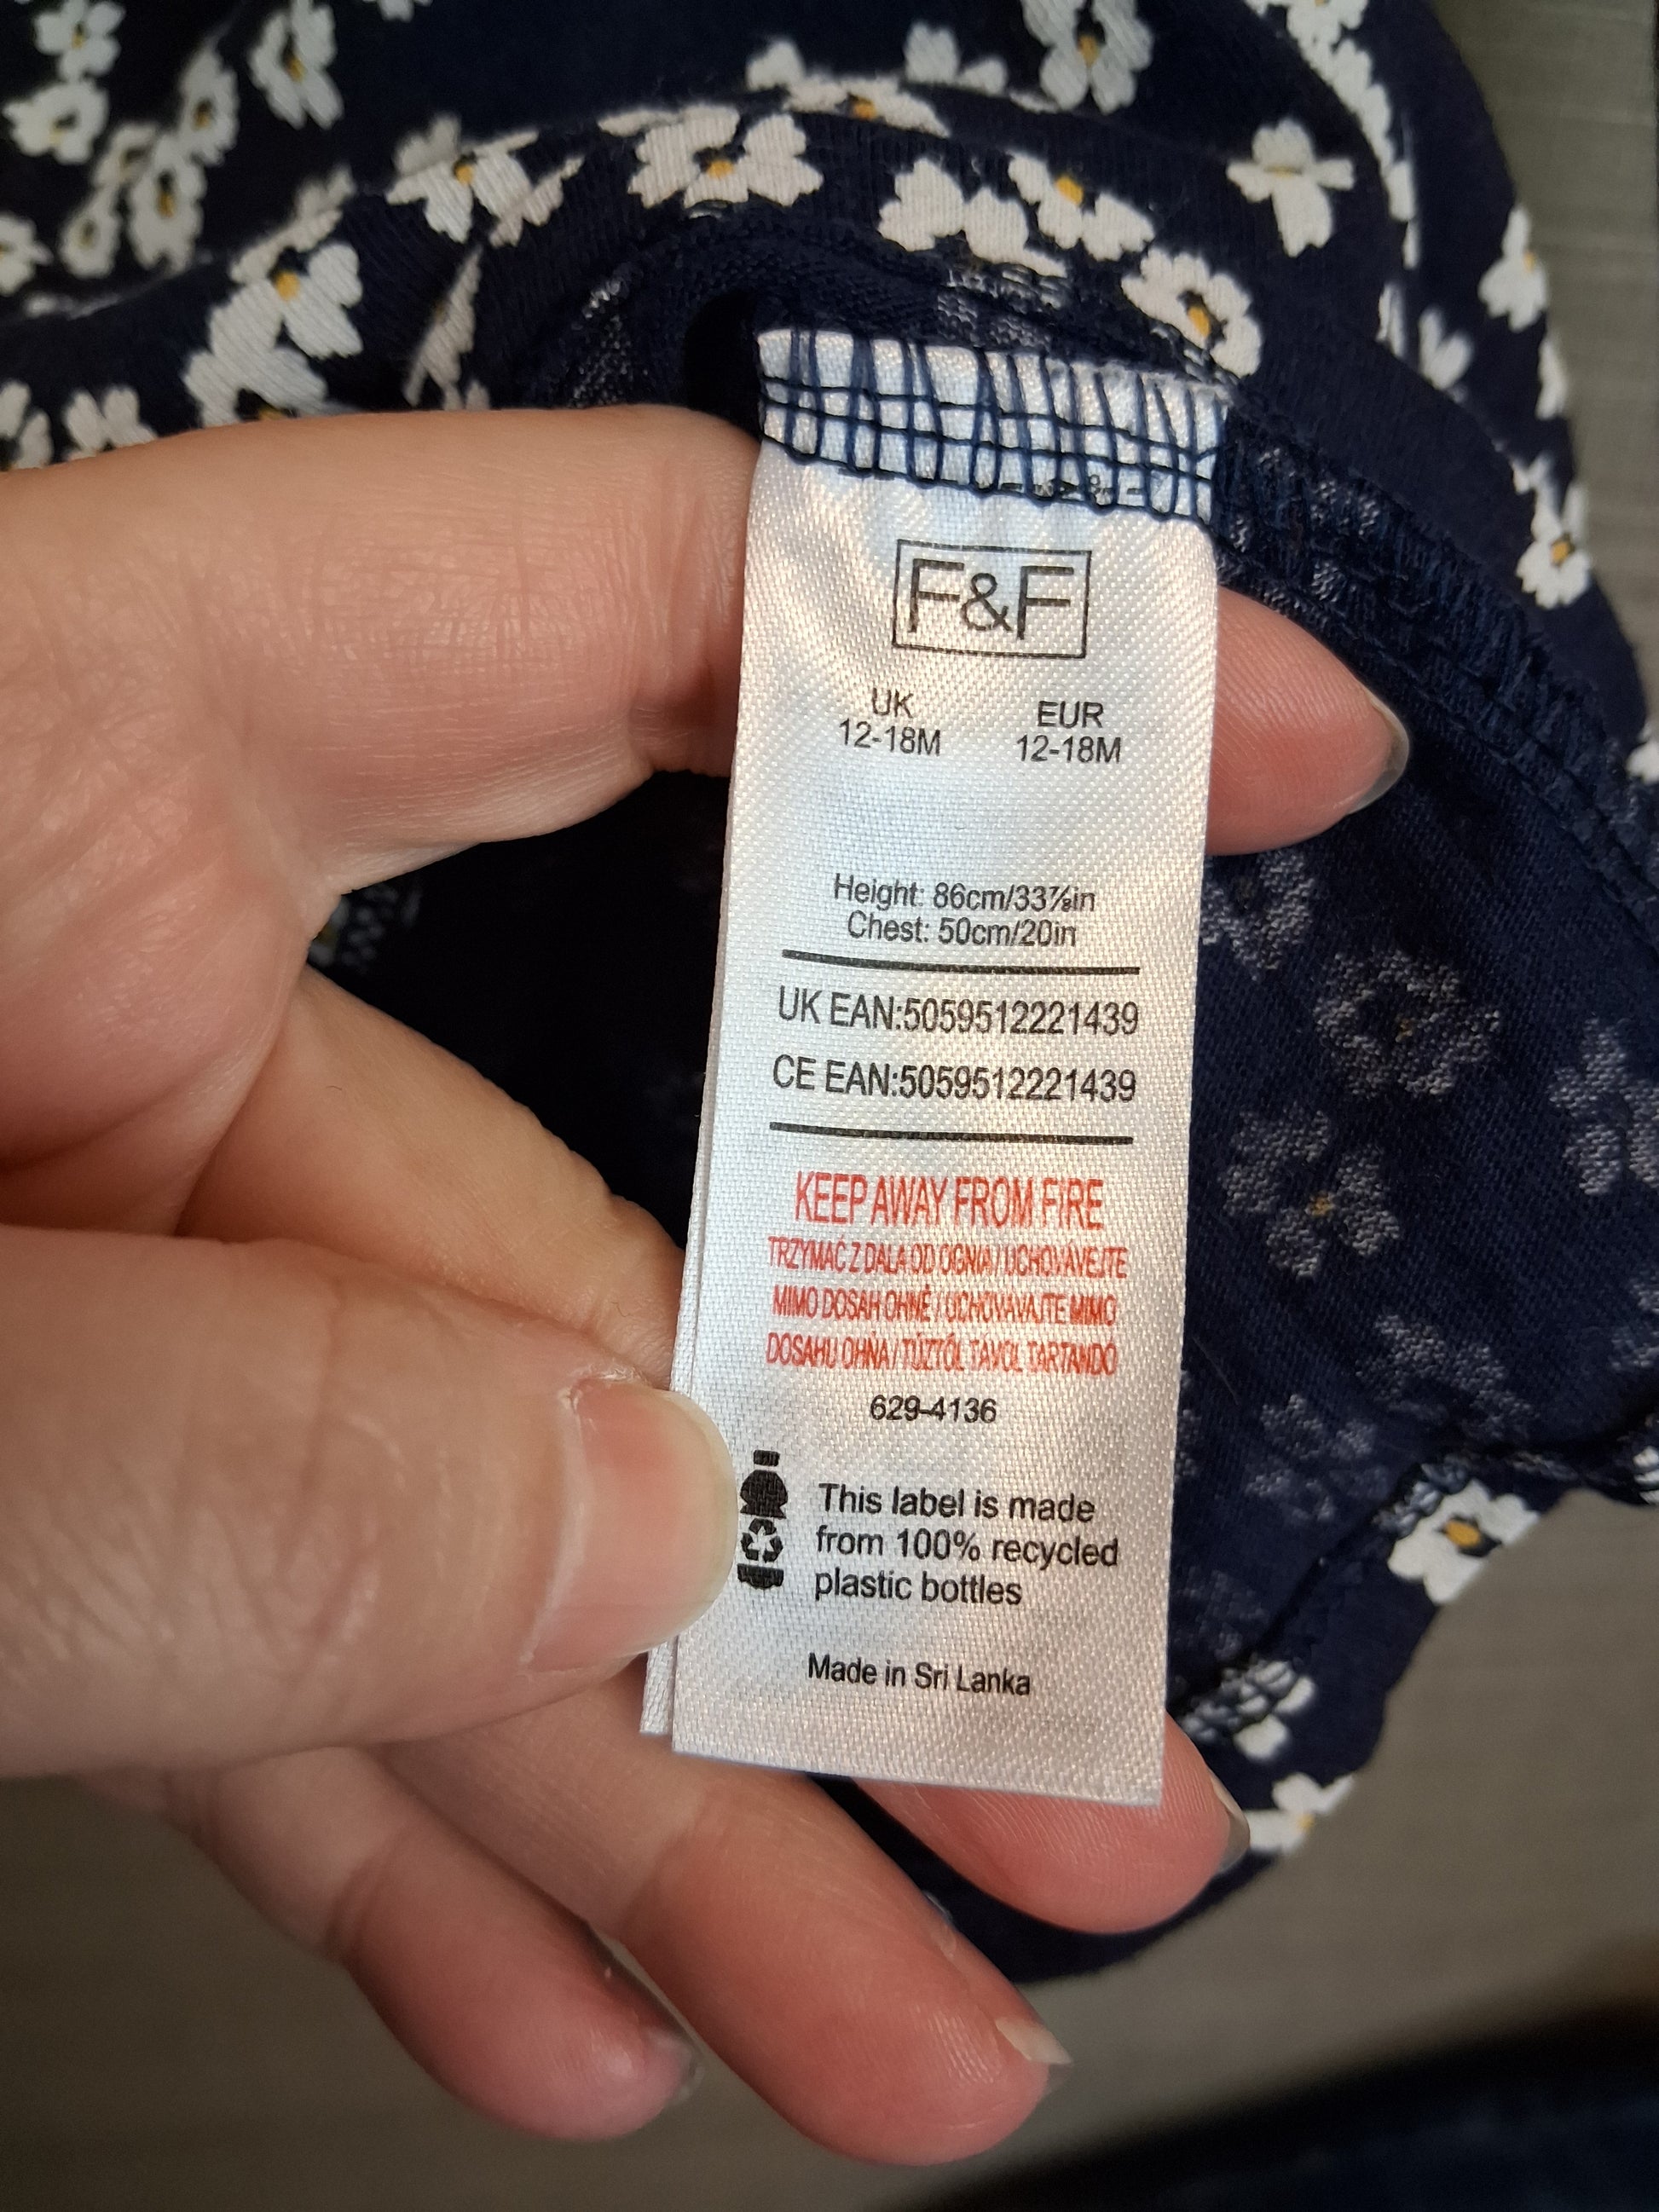 F&F
UK EUR
12-18M 12-18M
Height: 86cm/33⅞in
Chest: 50cm/20in
UK EAN:5059512221439
CE EAN:5059512221439
KEEP AWAY FROM FIRE
TRZYMAĆ Z DALA OD OGNIA / UCHOVÁVEJTE
MIMO DOSAH OHNĚ / UCHOVÁVAJTE MIMO
DOSAHU OHŇA / TŰZTŐL TÁVOL TARTANDÓ
629-4136
This label is made
from 100% recycled
plastic bottles
Made in Sri Lanka